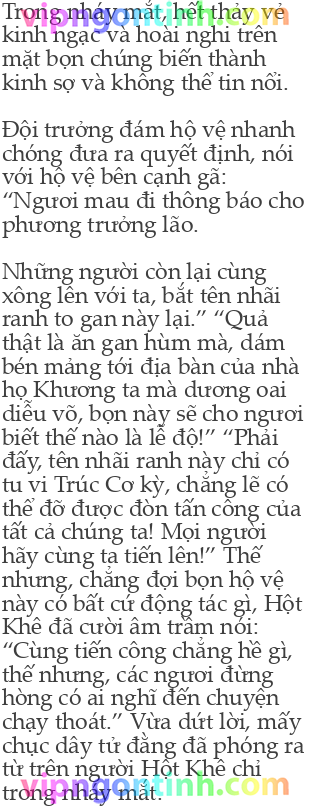 Trong nháy mắt, hết thảy vẻ
kinh ngạc và hoài nghi trên
mặt bọn chúng biến thành
kinh sợ và không thể tin nổi.
Đội trưởng đám hộ vệ nhanh
chóng đưa ra quyết định, nói
với hộ vệ bên cạnh gã:
“Ngươi mau đi thông báo cho
phương trưởng lão.
Những người còn lại cùng
xông lên vói ta, bắt tên nhãi
ranh to gan này lại.” “Quả
thật là ăn gan hùm mà, dám
bén mảng tới địa bàn của nhà
họ Khương ta mà dương oai
diễu võ, bọn này sẽ cho ngươi
biết thế nào là lễ độ!” “Phải
đấy, tên nhãi ranh này chỉ có
tu vi Trúc Cơ kỳ, chẳng lẽ có
thể đỡ được đòn tấn công của
tất cả chúng ta! Mọi người
hãy cùng ta tiến lên!” Thế
nhưng, chẳng đợi bọn hộ vệ
này có bất cứ động tác gì, Hột
Khê đã cười âm trầm nói:
“Cùng tiến công chẳng hề gì,
thế nhưng, các ngươi đừng
hòng có ai nghĩ đến chuyện
chạy thoát.” Vừa dứt lời, mấy
chục dây tử đằng đã phóng ra
từ trên người Hột Khê chỉ
trong nháy mắt.
vipngontinh.com
vipngontinh.com